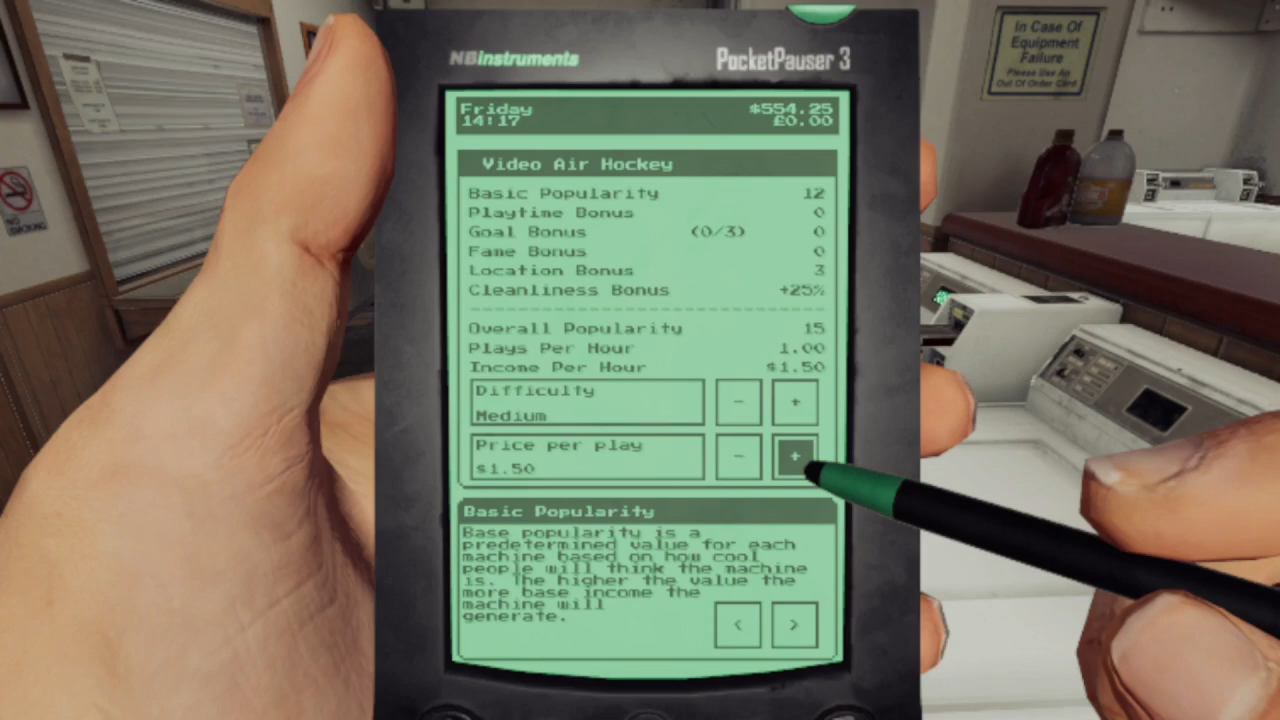 In Case Of
Equipment
Failure
Please Use An
Out Of Order Card
NBinstruments
PocketPauser 3
Friday
$554.25
14:17
£0.00
Video Air Hockey
Basic Popularity 12
Playtime Bonus 0
Goal Bonus (0/3) 0
Fame Bonus 0
Location Bonus 3
Cleanliness Bonus +25%
Overall Popularity 15
Plays Per Hour 1.00
Income Per Hour $1.50
Difficulty
Medium
- +
Price per play
$1.50
- +
Basic Popularity
Base popularity is a
predetermined value for each
machine based on how cool
people will think the machine
is. The higher the value the
more base income the
machine will
generate.
< >
NO
SMOKING